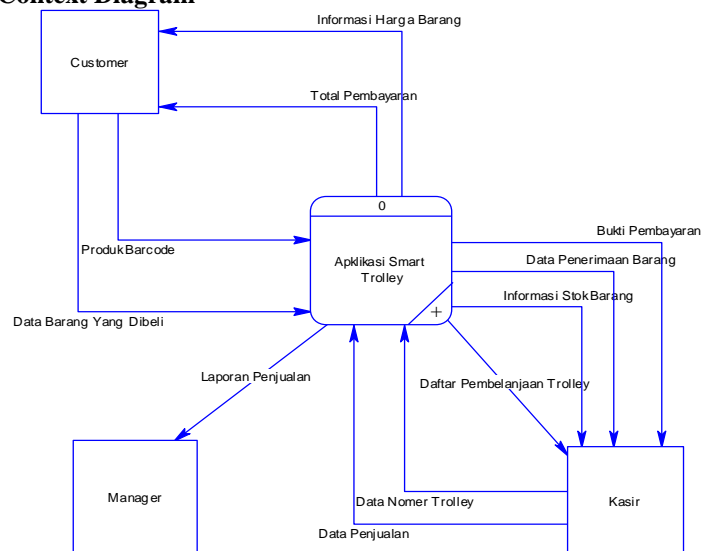 Context Diagram
Informasi Harga Barang
Customer
Total Pembayaran
0
Bukti Pembayaran
Produk Barcode
Apklikasi Smart
Trolley
Data Penerimaan Barang
Informasi Stok Barang
+
Data Barang Yang Dibeli
Laporan Penjualan
Daftar Pembelanjaan Trolley
Manager
Data Nomer Trolley
Kasir
Data Penjualan